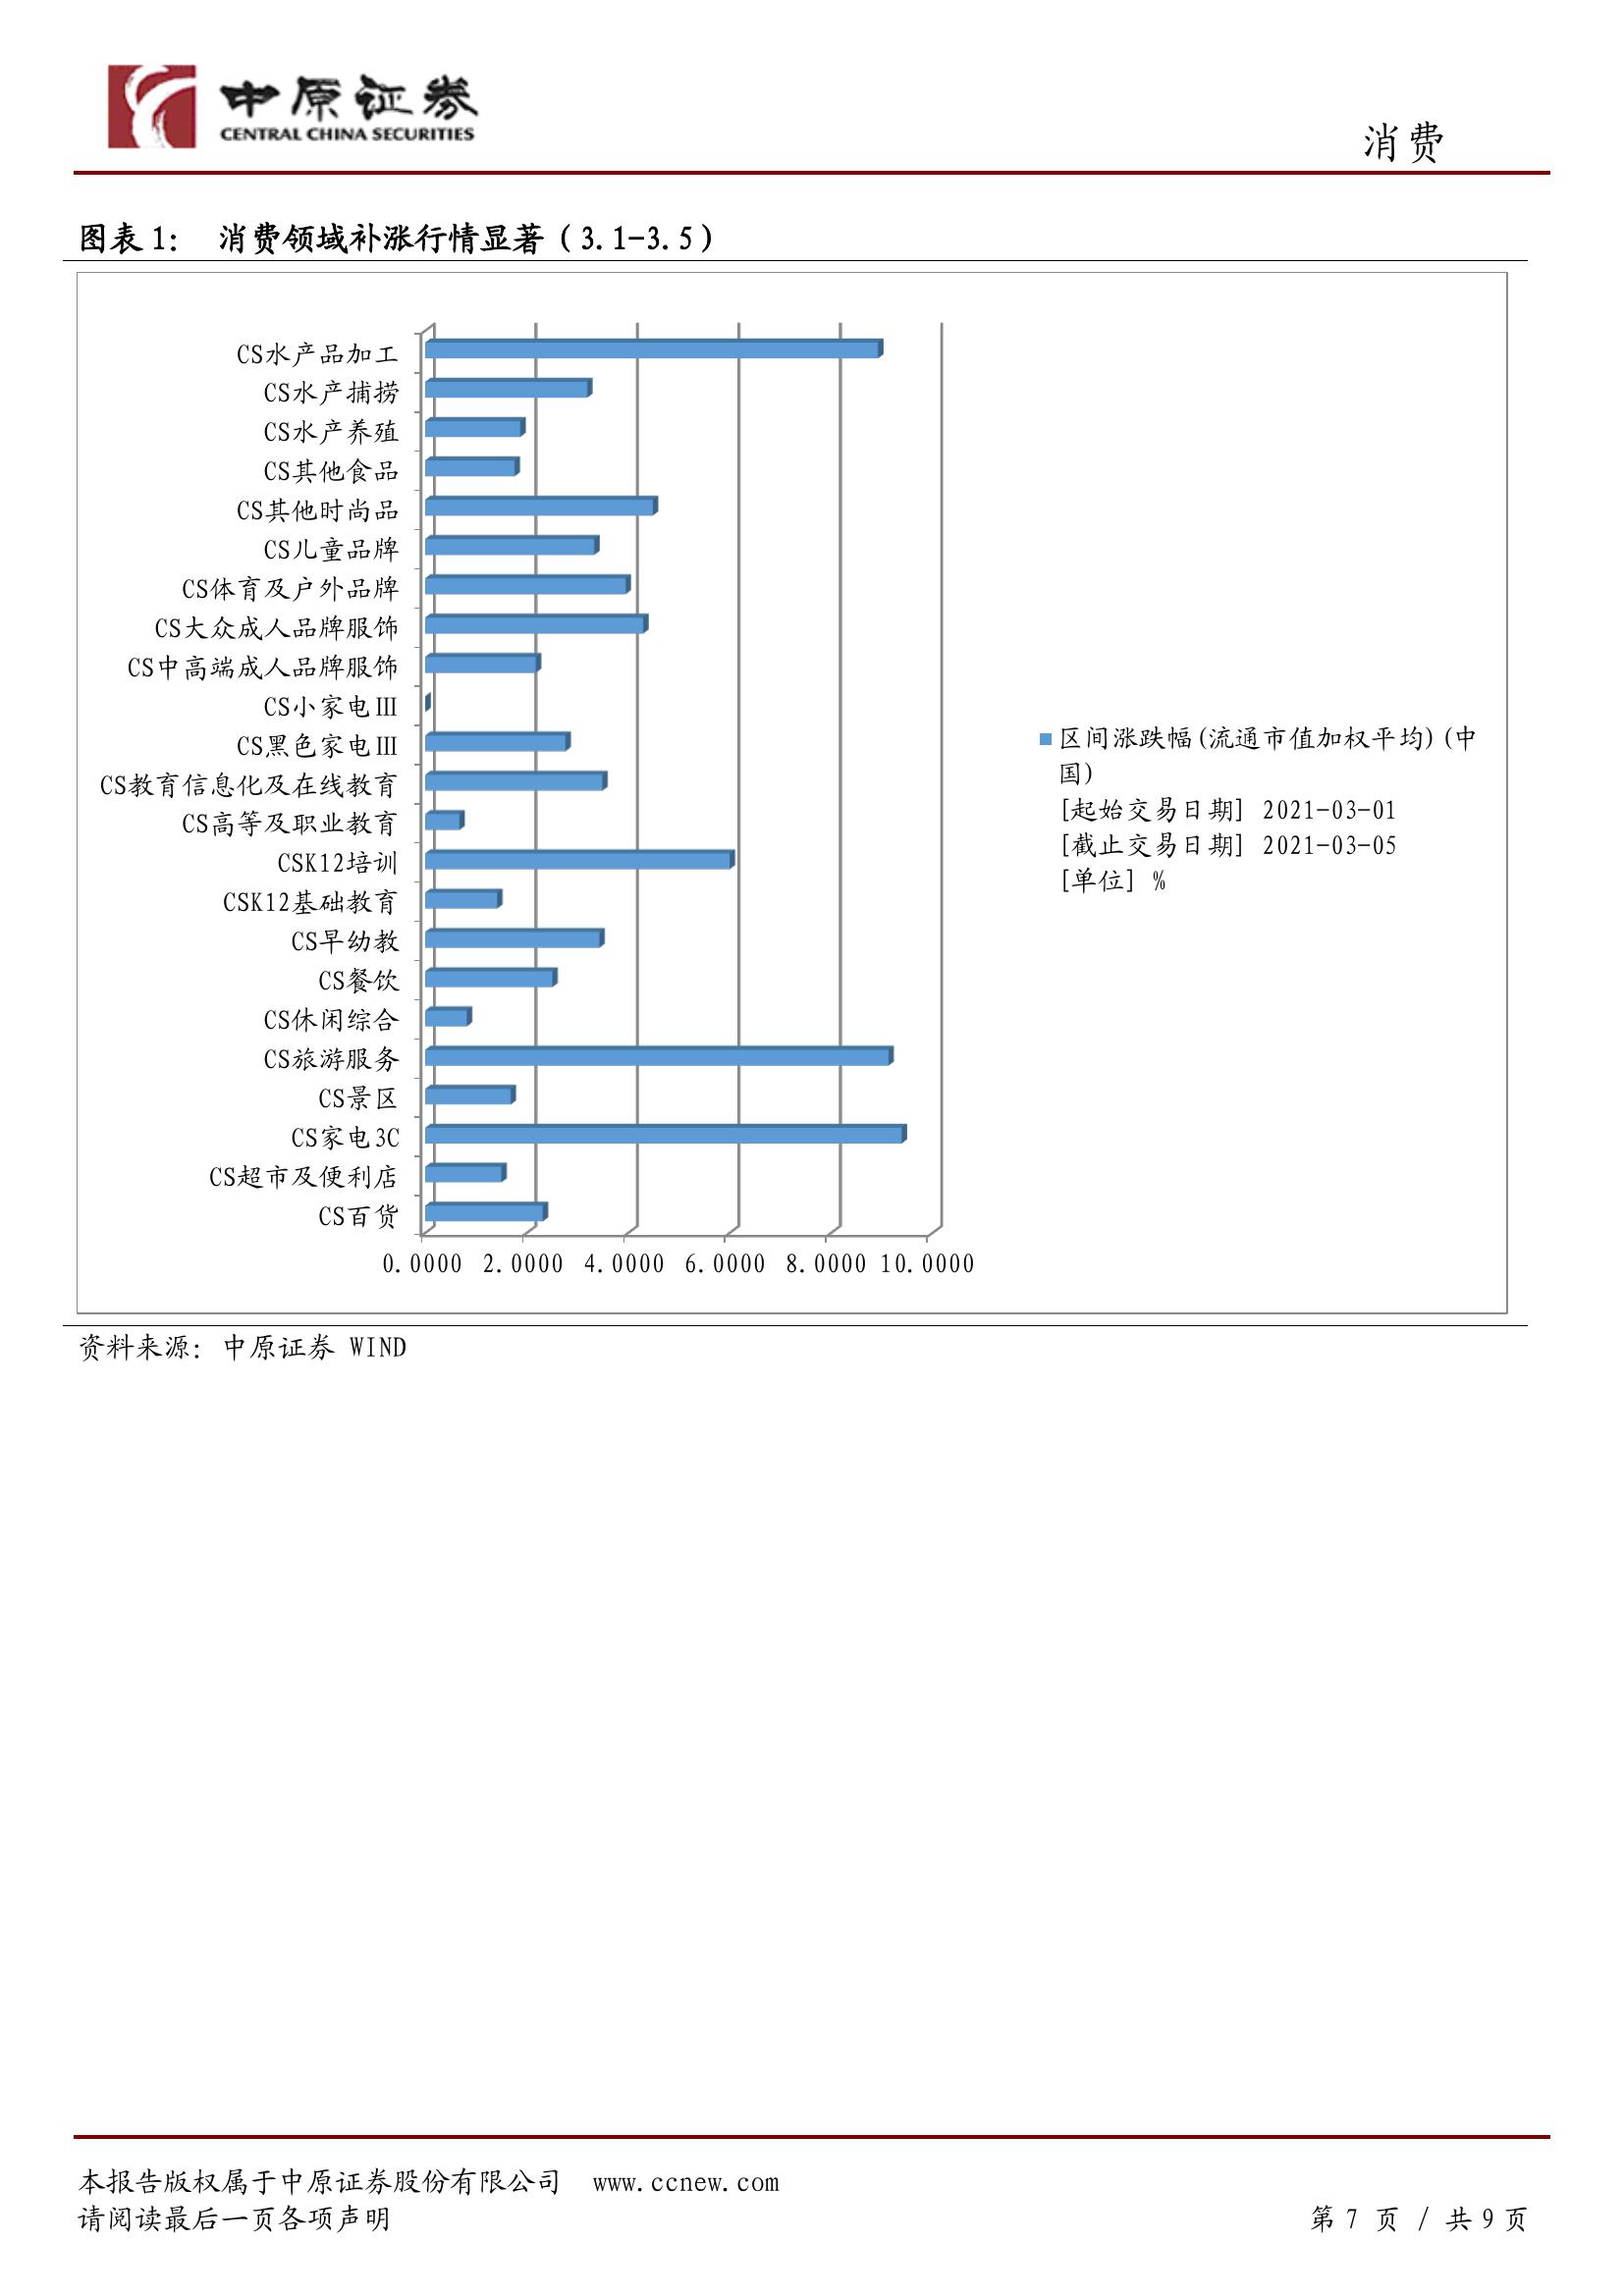 中原证券
CENTRAL CHINA SECURITIES
消费
图表 1: 消费领域补涨行情显著（3.1-3.5）
CS水产品加工
CS水产捕捞
CS水产养殖
CS其他食品
CS其他时尚品
CS儿童品牌
CS体育及户外品牌
CS大众成人品牌服饰
CS中高端成人品牌服饰
CS小家电Ⅲ
CS黑色家电Ⅲ
CS教育信息化及在线教育
CS高等及职业教育
CSK12培训
CSK12基础教育
CS早幼教
CS餐饮
CS休闲综合
CS旅游服务
CS景区
CS家电3C
CS超市及便利店
CS百货
0.0000 2.0000 4.0000 6.0000 8.0000 10.0000
区间涨跌幅(流通市值加权平均)(中
国)
[起始交易日期] 2021-03-01
[截止交易日期] 2021-03-05
[单位] %
资料来源: 中原证券 WIND
本报告版权属于中原证券股份有限公司 www.ccnew.com
请阅读最后一页各项声明
第 7 页 / 共 9 页